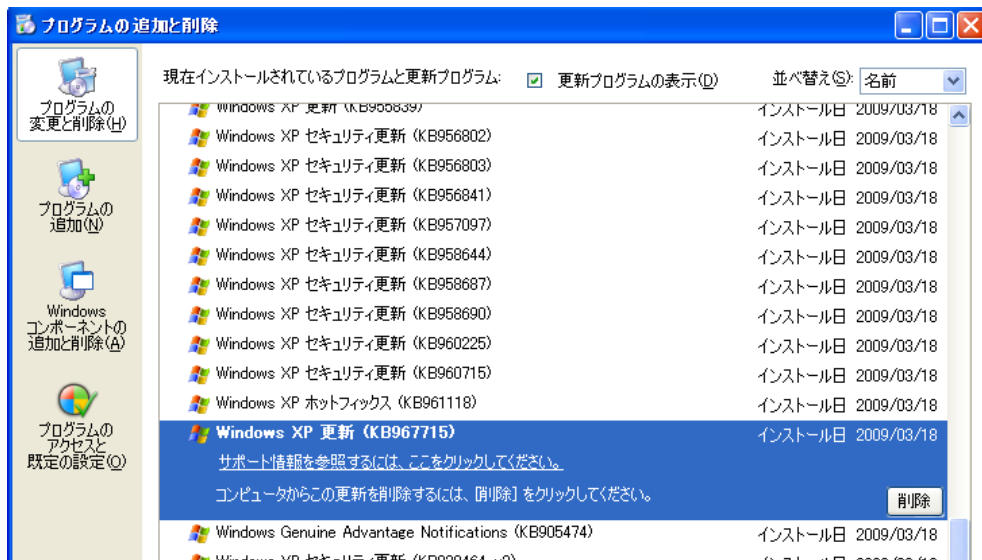 プログラムの追加と削除
現在インストールされているプログラムと更新プログラム:
更新プログラムの表示(D)
並べ替え(S):
名前
プログラムの
変更と削除(H)
プログラムの
追加(N)
Windows
コンポーネントの
追加と削除(A)
プログラムの
アクセスと
既定の設定(O)
Windows XP 更新 (KB955839) インストール日 2009/03/18
Windows XP セキュリティ更新 (KB956802) インストール日 2009/03/18
Windows XP セキュリティ更新 (KB956803) インストール日 2009/03/18
Windows XP セキュリティ更新 (KB956841) インストール日 2009/03/18
Windows XP セキュリティ更新 (KB957097) インストール日 2009/03/18
Windows XP セキュリティ更新 (KB958644) インストール日 2009/03/18
Windows XP セキュリティ更新 (KB958687) インストール日 2009/03/18
Windows XP セキュリティ更新 (KB958690) インストール日 2009/03/18
Windows XP セキュリティ更新 (KB960225) インストール日 2009/03/18
Windows XP セキュリティ更新 (KB960715) インストール日 2009/03/18
Windows XP ホットフィックス (KB961118) インストール日 2009/03/18
Windows XP 更新 (KB967715) インストール日 2009/03/18
サポート情報を参照するには、ここをクリックしてください。
コンピュータからこの更新を削除するには、[削除] をクリックしてください。
削除
Windows Genuine Advantage Notifications (KB905474) インストール日 2009/03/18